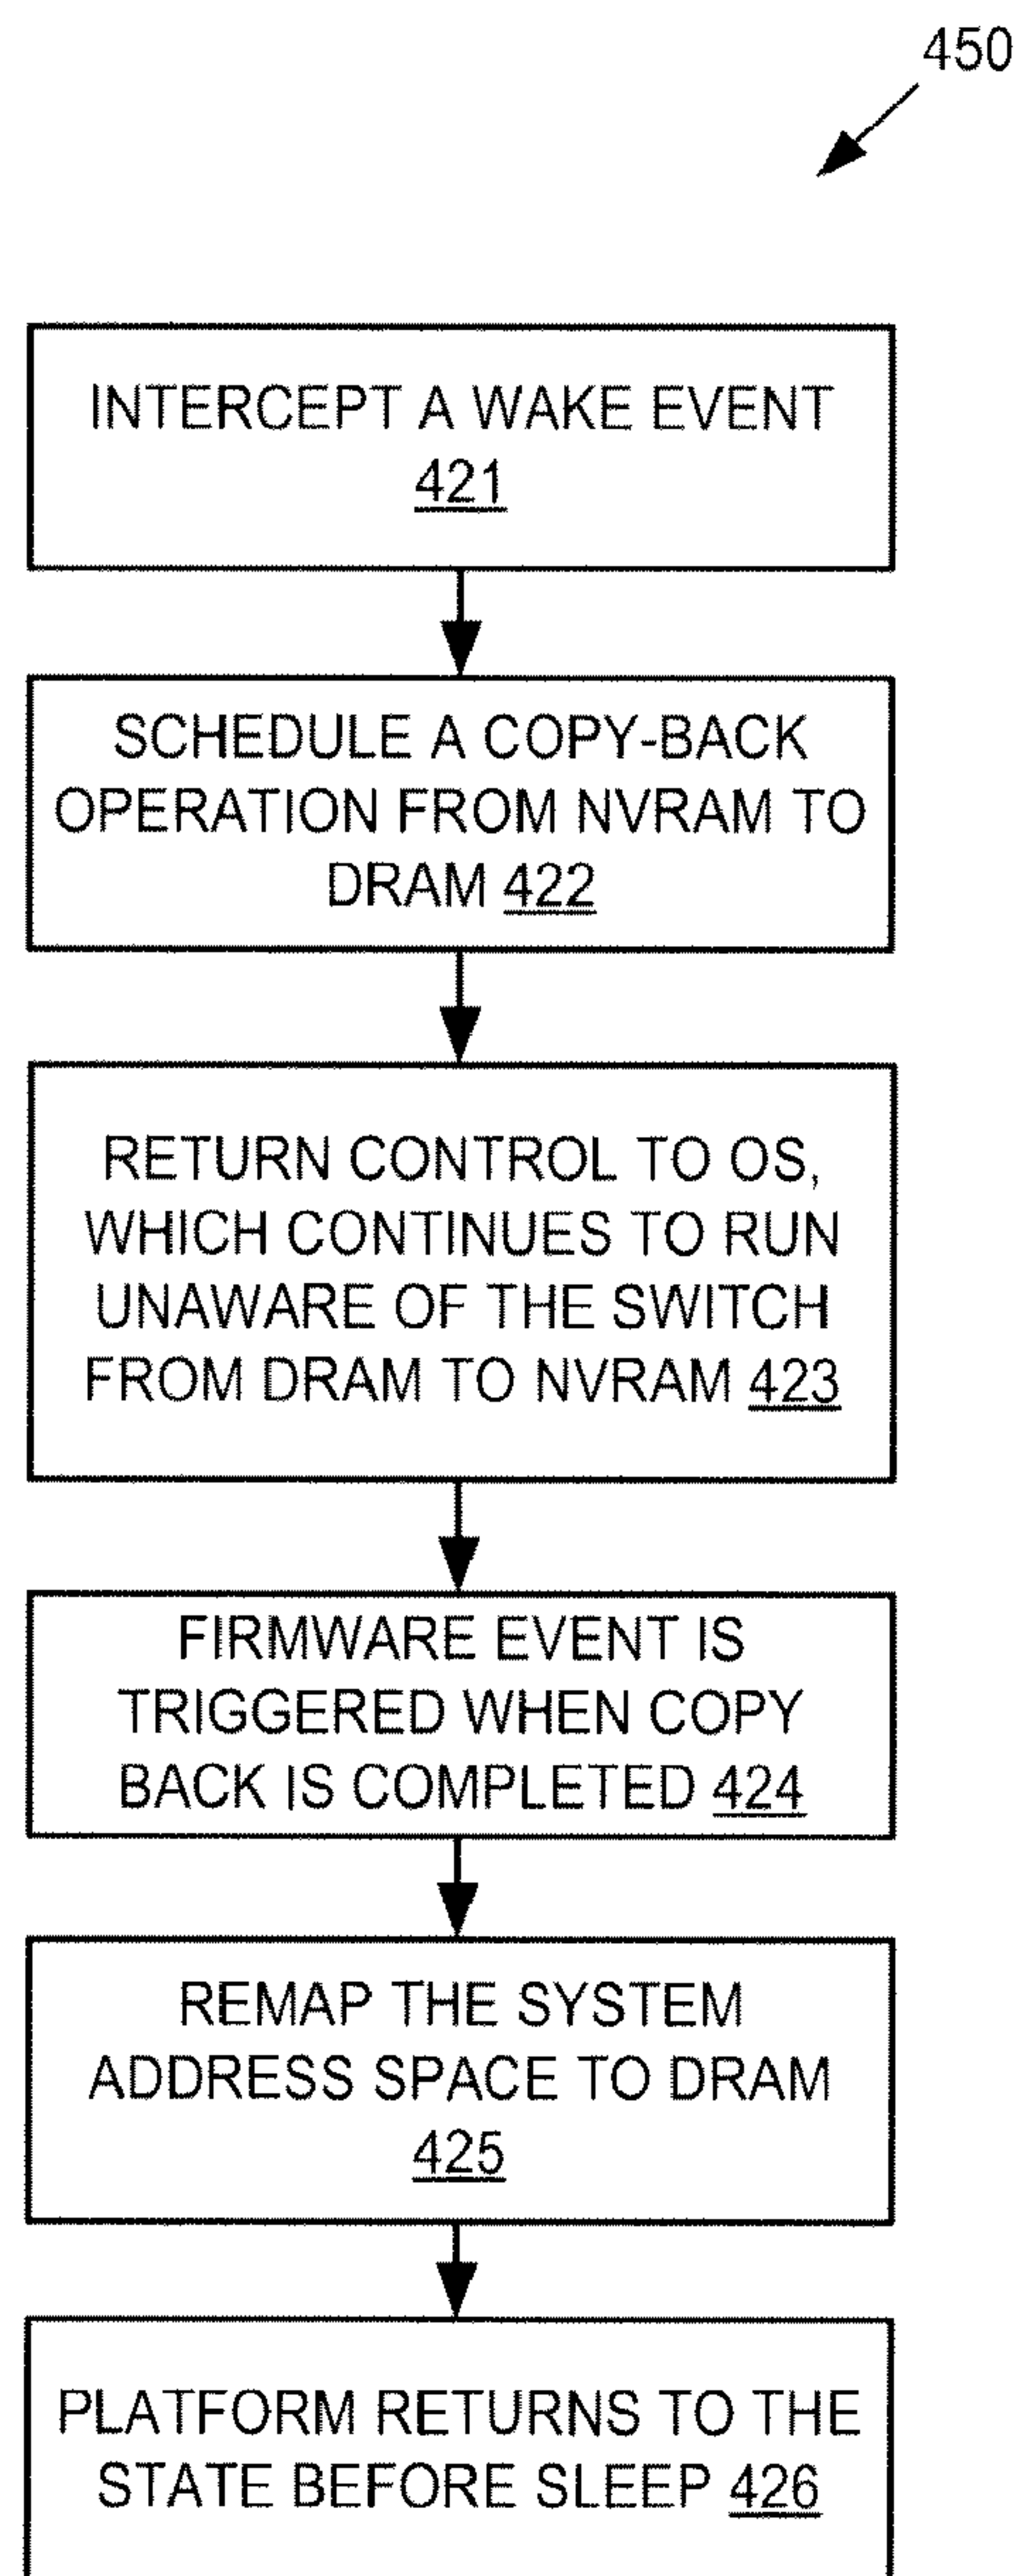 450
INTERCEPT A WAKE EVENT
421
SCHEDULE A COPY-BACK
OPERATION FROM NVRAM TO
DRAM 422
RETURN CONTROL TO OS,
WHICH CONTINUES TO RUN
UNAWARE OF THE SWITCH
FROM DRAM TO NVRAM 423
FIRMWARE EVENT IS
TRIGGERED WHEN COPY
BACK IS COMPLETED 424
REMAP THE SYSTEM
ADDRESS SPACE TO DRAM
425
PLATFORM RETURNS TO THE
STATE BEFORE SLEEP 426